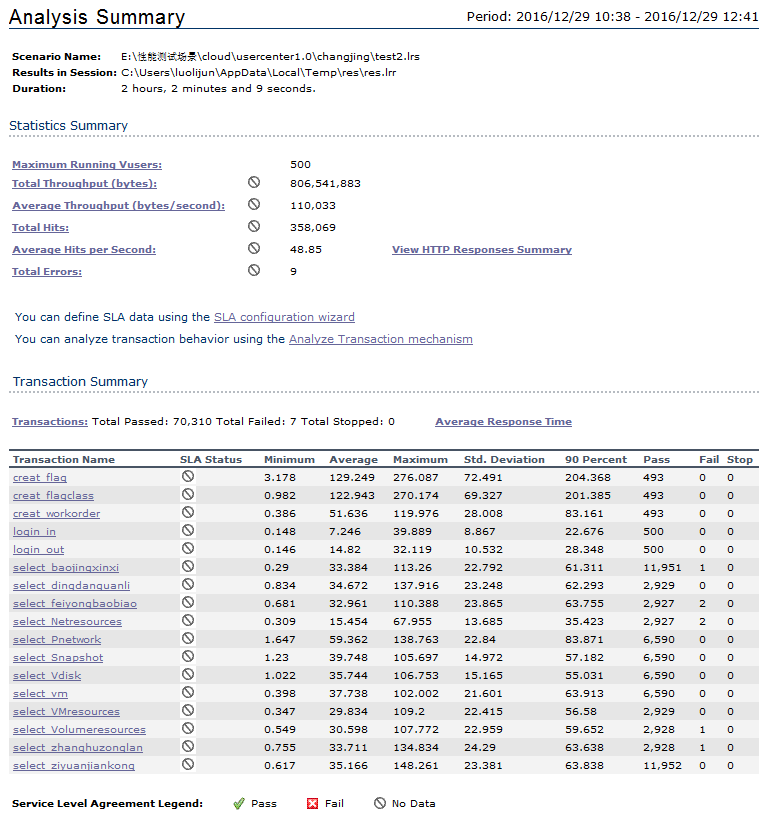 Analysis Summary Period: 2016/12/29 10:38 - 2016/12/29 12:41
Scenario Name: E:\性能测试场景\cloud\usercenter1.0\changjing\test2.lrs
Results in Session: C:\Users\luolijun\AppData\Local\Temp\res\res.lrr
Duration: 2 hours, 2 minutes and 9 seconds.
Statistics Summary
Maximum Running Vusers: 500
Total Throughput (bytes): 806,541,883
Average Throughput (bytes/second): 110,033
Total Hits: 358,069
Average Hits per Second: 48.85 View HTTP Responses Summary
Total Errors: 9
You can define SLA data using the SLA configuration wizard
You can analyze transaction behavior using the Analyze Transaction mechanism
Transaction Summary
Transactions: Total Passed: 70,310 Total Failed: 7 Total Stopped: 0 Average Response Time
Transaction Name SLA Status Minimum Average Maximum Std. Deviation 90 Percent Pass Fail Stop
creat_flag 3.178 129.249 276.087 72.491 204.368 493 0 0
creat_flagclass 0.982 122.943 270.174 69.327 201.385 493 0 0
creat_workorder 0.386 51.636 119.976 28.008 83.161 493 0 0
login_in 0.148 7.246 39.889 8.867 22.676 500 0 0
login_out 0.146 14.82 32.119 10.532 28.348 500 0 0
select_baojingxinxi 0.29 33.384 113.26 22.792 61.311 11,951 1 0
select_dingdanguanli 0.834 34.672 137.916 23.248 62.293 2,929 0 0
select_feiyongbaobiao 0.681 32.961 110.388 23.865 63.755 2,927 2 0
select_Netresources 0.309 15.454 67.955 13.685 35.423 2,927 2 0
select_Pnetwork 1.647 59.362 138.763 22.84 83.871 6,590 0 0
select_Snapshot 1.23 39.748 105.697 14.972 57.182 6,590 0 0
select_Vdisk 1.022 35.744 106.753 15.165 55.031 6,590 0 0
select_vm 0.398 37.738 102.002 21.601 63.913 6,590 0 0
select_VMresources 0.347 29.834 109.2 22.415 56.58 2,929 0 0
select_Volumeresources 0.549 30.598 107.772 22.959 59.652 2,928 1 0
select_zhanghuzonglan 0.755 33.711 134.834 24.29 63.638 2,928 1 0
select_ziyuanjiankong 0.617 35.166 148.261 23.381 63.838 11,952 0 0
Service Level Agreement Legend: Pass Fail No Data